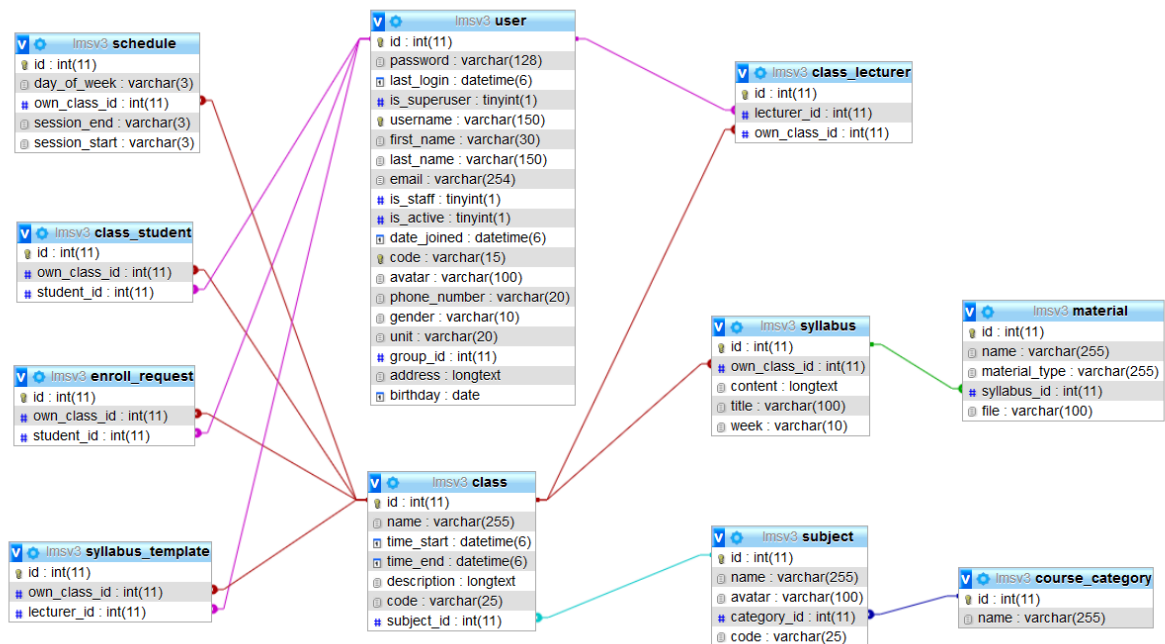 lmsv3 schedule
id : int(11)
day_of_week : varchar(3)
own_class_id : int(11)
session_end : varchar(3)
session_start : varchar(3)
lmsv3 class_student
id : int(11)
own_class_id : int(11)
student_id : int(11)
lmsv3 enroll_request
id : int(11)
own_class_id : int(11)
student_id : int(11)
lmsv3 syllabus_template
id : int(11)
own_class_id : int(11)
lecturer_id : int(11)
lmsv3 user
id : int(11)
password : varchar(128)
last_login : datetime(6)
is_superuser : tinyint(1)
username : varchar(150)
first_name : varchar(30)
last_name : varchar(150)
email : varchar(254)
is_staff : tinyint(1)
is_active : tinyint(1)
date_joined : datetime(6)
code : varchar(15)
avatar : varchar(100)
phone_number : varchar(20)
gender : varchar(10)
unit : varchar(20)
group_id : int(11)
address : longtext
birthday : date
lmsv3 class
id : int(11)
name : varchar(255)
time_start : datetime(6)
time_end : datetime(6)
description : longtext
code : varchar(25)
subject_id : int(11)
lmsv3 class_lecturer
id : int(11)
lecturer_id : int(11)
own_class_id : int(11)
lmsv3 syllabus
id : int(11)
own_class_id : int(11)
content : longtext
title : varchar(100)
week : varchar(10)
lmsv3 subject
id : int(11)
name : varchar(255)
avatar : varchar(100)
category_id : int(11)
code : varchar(25)
lmsv3 material
id : int(11)
name : varchar(255)
material_type : varchar(255)
syllabus_id : int(11)
file : varchar(100)
lmsv3 course_category
id : int(11)
name : varchar(255)